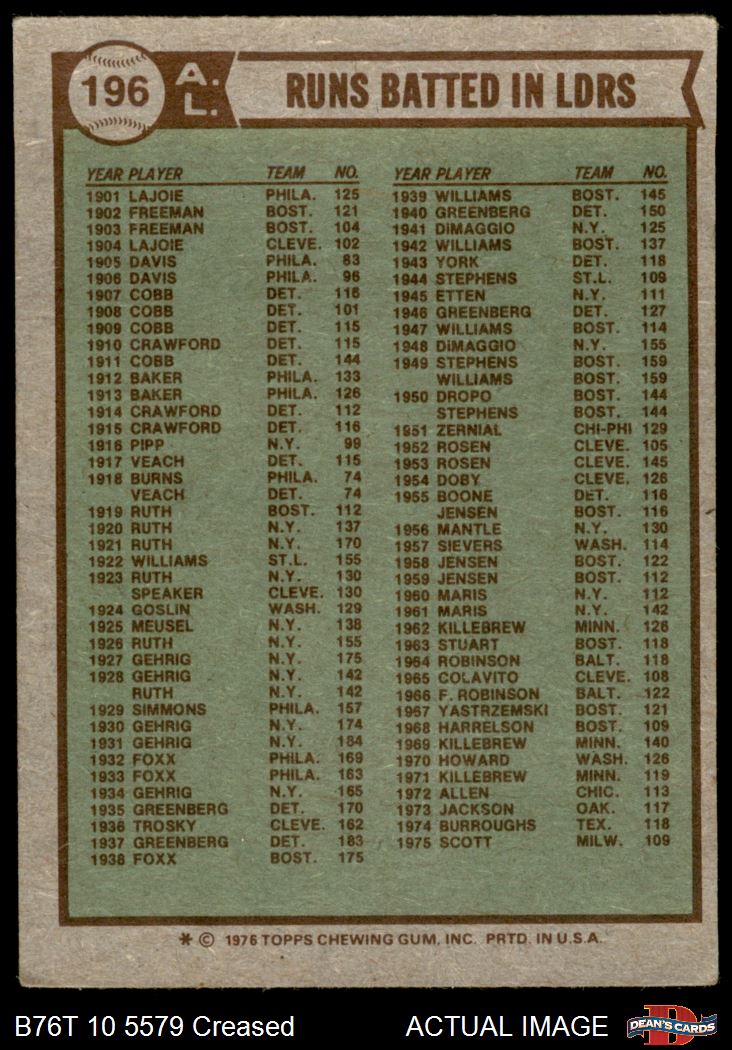 196
A. L.
RUNS BATTED IN LDRS
YEAR PLAYER TEAM NO.
1901 LAJOIE PHILA. 125
1902 FREEMAN BOST. 121
1903 FREEMAN BOST. 104
1904 LAJOIE CLEVE. 102
1905 DAVIS PHILA. 83
1906 DAVIS PHILA. 96
1907 COBB DET. 116
1908 COBB DET. 101
1909 COBB DET. 115
1910 CRAWFORD DET. 115
1911 COBB DET. 144
1912 BAKER PHILA. 133
1913 BAKER PHILA. 126
1914 CRAWFORD DET. 112
1915 CRAWFORD DET. 116
1916 PIPP N.Y. 99
1917 VEACH DET. 115
1918 BURNS PHILA. 74
VEACH DET. 74
1919 RUTH BOST. 112
1920 RUTH N.Y. 137
1921 RUTH N.Y. 170
1922 WILLIAMS ST.L. 155
1923 RUTH N.Y. 130
SPEAKER CLEVE. 130
1924 GOSLIN WASH. 129
1925 MEUSEL N.Y. 138
1926 RUTH N.Y. 155
1927 GEHRIG N.Y. 175
1928 GEHRIG N.Y. 142
RUTH N.Y. 142
1929 SIMMONS PHILA. 157
1930 GEHRIG N.Y. 174
1931 GEHRIG N.Y. 184
1932 FOXX PHILA. 169
1933 FOXX PHILA. 163
1934 GEHRIG N.Y. 165
1935 GREENBERG DET. 170
1936 TROSKY CLEVE. 162
1937 GREENBERG DET. 183
1938 FOXX BOST. 175
YEAR PLAYER TEAM NO.
1939 WILLIAMS BOST. 145
1940 GREENBERG DET. 150
1941 DiMAGGIO N.Y. 125
1942 WILLIAMS BOST. 137
1943 YORK DET. 118
1944 STEPHENS ST.L. 109
1945 ETTEN N.Y. 111
1946 GREENBERG DET. 127
1947 WILLIAMS BOST. 114
1948 DiMAGGIO N.Y. 155
1949 STEPHENS BOST. 159
WILLIAMS BOST. 159
1950 DROPO BOST. 144
STEPHENS BOST. 144
1951 ZERNIAL CHI-PHI 129
1952 ROSEN CLEVE. 105
1953 ROSEN CLEVE. 145
1954 DOBY CLEVE. 126
1955 BOONE DET. 116
JENSEN BOST. 116
1956 MANTLE N.Y. 130
1957 SIEVERS WASH. 114
1958 JENSEN BOST. 122
1959 JENSEN BOST. 112
1960 MARIS N.Y. 112
1961 MARIS N.Y. 142
1962 KILLEBREW MINN. 126
1963 STUART BOST. 118
1964 ROBINSON BALT. 118
1965 COLAVITO CLEVE. 108
1966 F. ROBINSON BALT. 122
1967 YASTRZEMSKI BOST. 121
1968 HARRELSON BOST. 109
1969 KILLEBREW MINN. 140
1970 HOWARD WASH. 126
1971 KILLEBREW MINN. 119
1972 ALLEN CHIC. 113
1973 JACKSON OAK. 117
1974 BURROUGHS TEX. 118
1975 SCOTT MILW. 109
* © 1976 TOPPS CHEWING GUM, INC. PRTD. IN U.S.A.
B76T 10 5579 Creased
ACTUAL IMAGE
D
DEAN'S CARDS